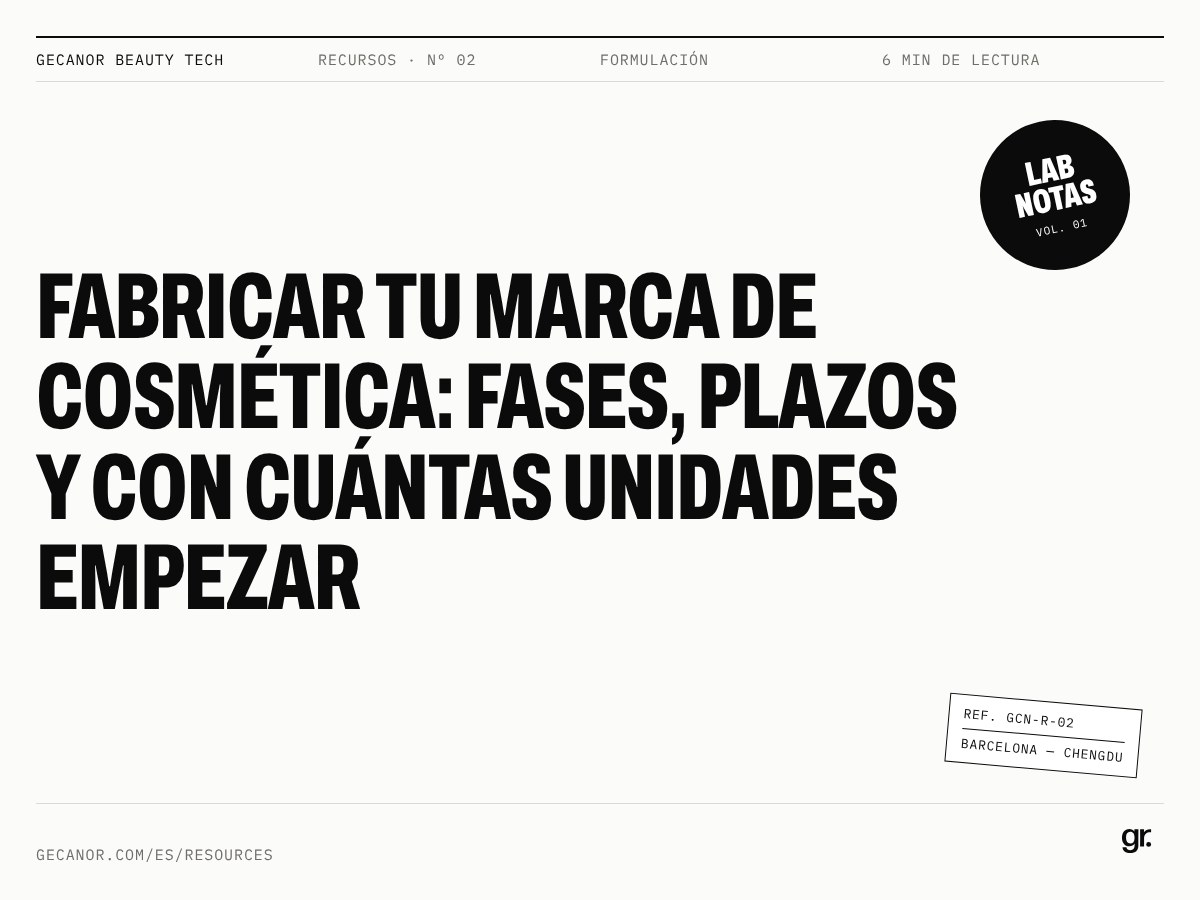 GECANOR BEAUTY TECH
RECURSOS · Nº 02
FORMULACIÓN
6 MIN DE LECTURA
LAB
NOTAS
VOL. 01
FABRICAR TU MARCA DE
COSMÉTICA: FASES, PLAZOS
Y CON CUÁNTAS UNIDADES
EMPEZAR
REF. GCN-R-02
BARCELONA — CHENGDU
GECANOR.COM/ES/RESOURCES
gr.